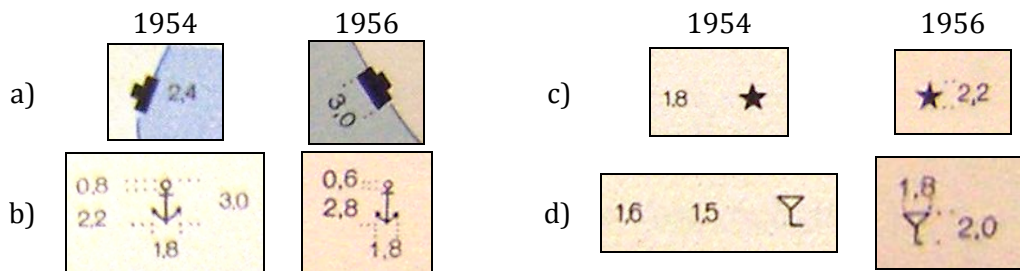 1954 1956 1954 1956
a) 2,4 3,0 c) 1.8 2,2
b) 0,8 2,2 3,0 1,8 0,6 2,8 1,8 d) 1,6 1,5 1,8 2,0